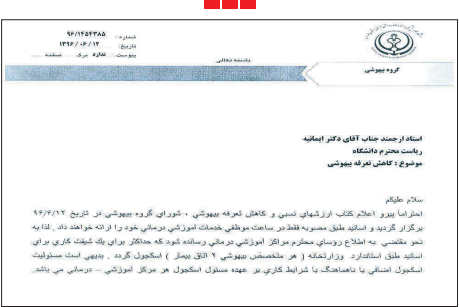 شماره: ۹۶/۱۴۵۴۳۸۵
تاریخ: ۱۳۹۶/۰۶/۱۲
پیوست: ندارد برگ صفحه
باسمه تعالی
گروه بیهوشی
استاد ارجمند جناب آقای دکتر ایمانیه
ریاست محترم دانشگاه
موضوع : کاهش تعرفه بیهوشی
سلام علیکم
احتراما پیرو اعلام کتاب ارزشهای نسبی و کاهش تعرفه بیهوشی ، شورای گروه بیهوشی در تاریخ ۹۶/۶/۱۲
برگزار گردید و اساتید طبق مصوبه فقط در ساعت موظفی خدمات آموزشی درمانی خود را ارائه خواهند داد . لذا به
نحو مقتضی به اطلاع روسای محترم مراکز آموزشی درمانی رسانده شود که حداکثر برای یک شیفت کاری برای
اساتید طبق استاندارد وزارتخانه ( هر متخصص بیهوشی ۲ اتاق بیمار ) اسکجول گردد . بدیهی است مسئولیت
اسکجول اضافی یا ناهماهنگ با شرایط کاری بر عهده مسئول اسکجول هر مرکز آموزشی – درمانی می باشد.